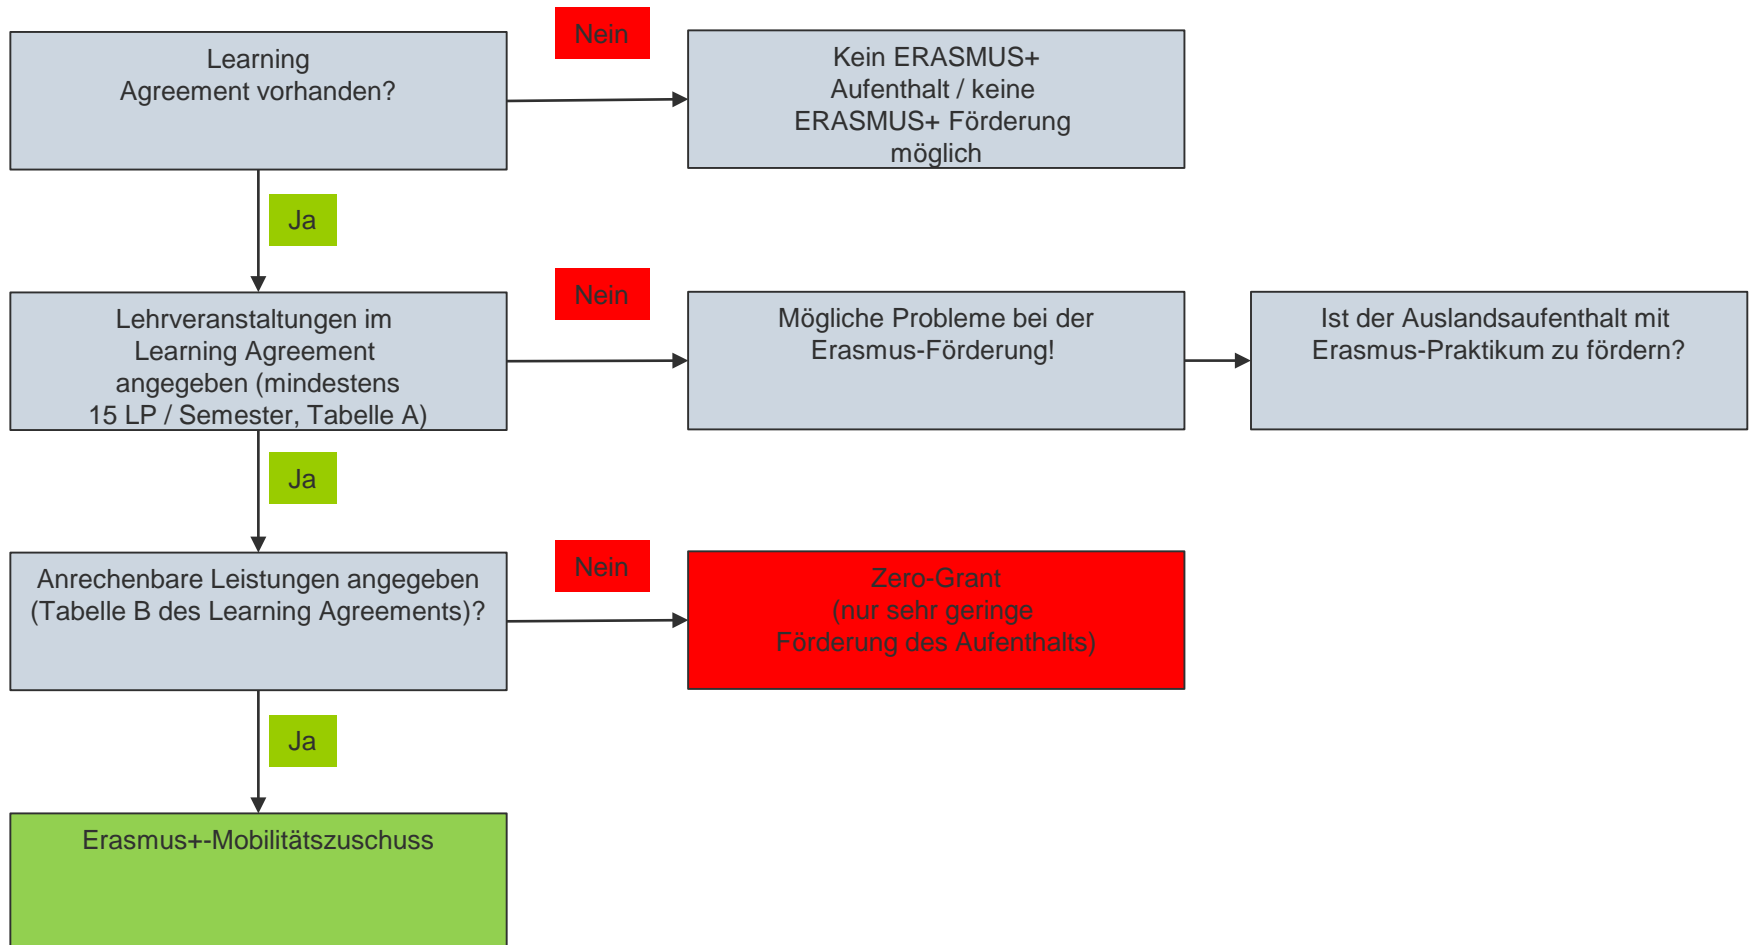 Learning
Agreement vorhanden?
Nein
Kein ERASMUS+
Aufenthalt / keine
ERASMUS+ Förderung
möglich
Ja
Lehrveranstaltungen im
Learning Agreement
angegeben (mindestens
15 LP / Semester, Tabelle A)
Nein
Mögliche Probleme bei der
Erasmus-Förderung!
Ist der Auslandsaufenthalt mit
Erasmus-Praktikum zu fördern?
Ja
Anrechenbare Leistungen angegeben
(Tabelle B des Learning Agreements)?
Nein
Zero-Grant
(nur sehr geringe
Förderung des Aufenthalts)
Ja
Erasmus+-Mobilitätszuschuss